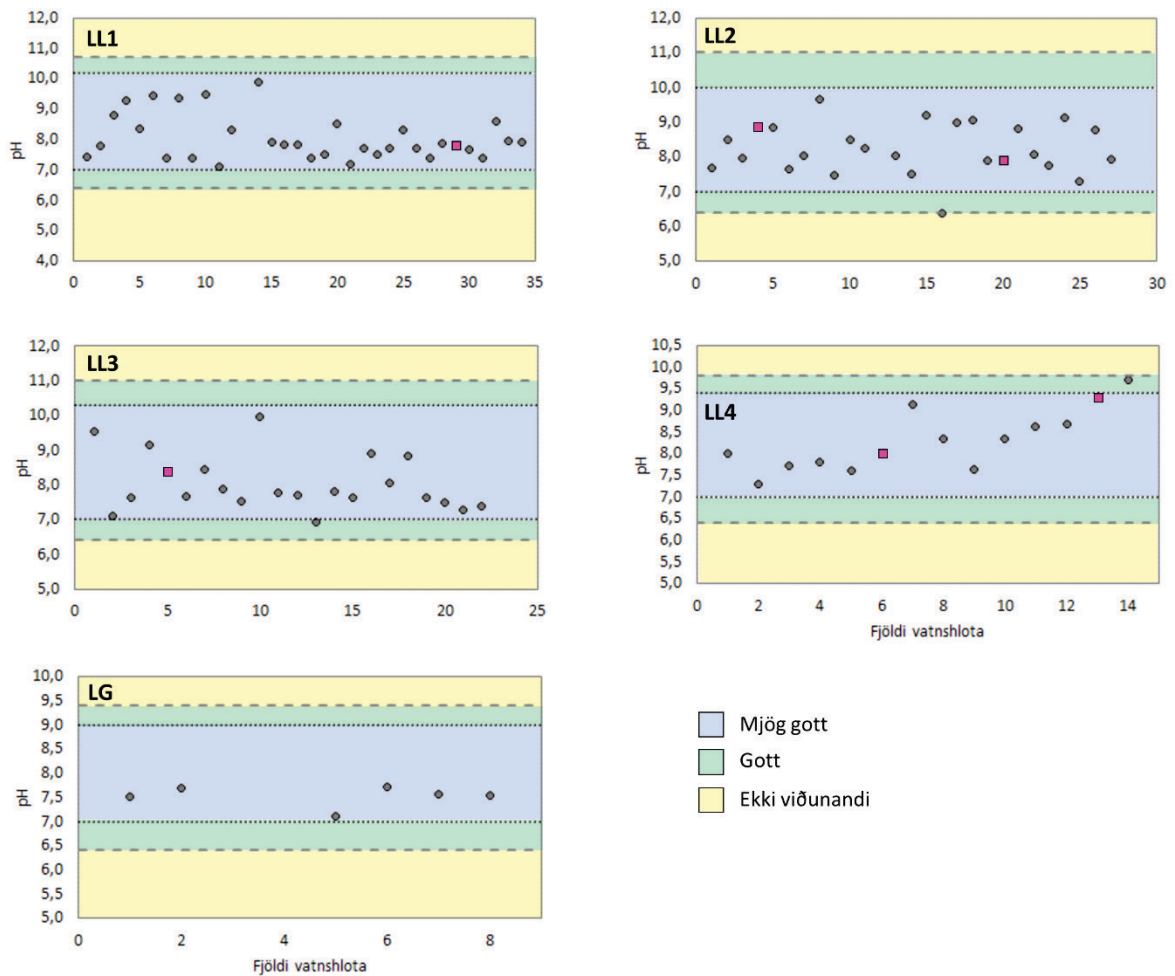 LL1
pH
12,0
11,0
10,0
9,0
8,0
7,0
6,0
5,0
4,0
0 5 10 15 20 25 30 35
LL2
pH
12,0
11,0
10,0
9,0
8,0
7,0
6,0
5,0
0 5 10 15 20 25 30
LL3
pH
12,0
11,0
10,0
9,0
8,0
7,0
6,0
5,0
0 5 10 15 20 25
LL4
pH
10,5
10,0
9,5
9,0
8,5
8,0
7,5
7,0
6,5
6,0
5,5
5,0
0 2 4 6 8 10 12 14
Fjöldi vatnshlota
LG
pH
10,0
9,5
9,0
8,5
8,0
7,5
7,0
6,5
6,0
5,5
5,0
0 2 4 6 8
Fjöldi vatnshlota
Mjög gott
Gott
Ekki viðunandi